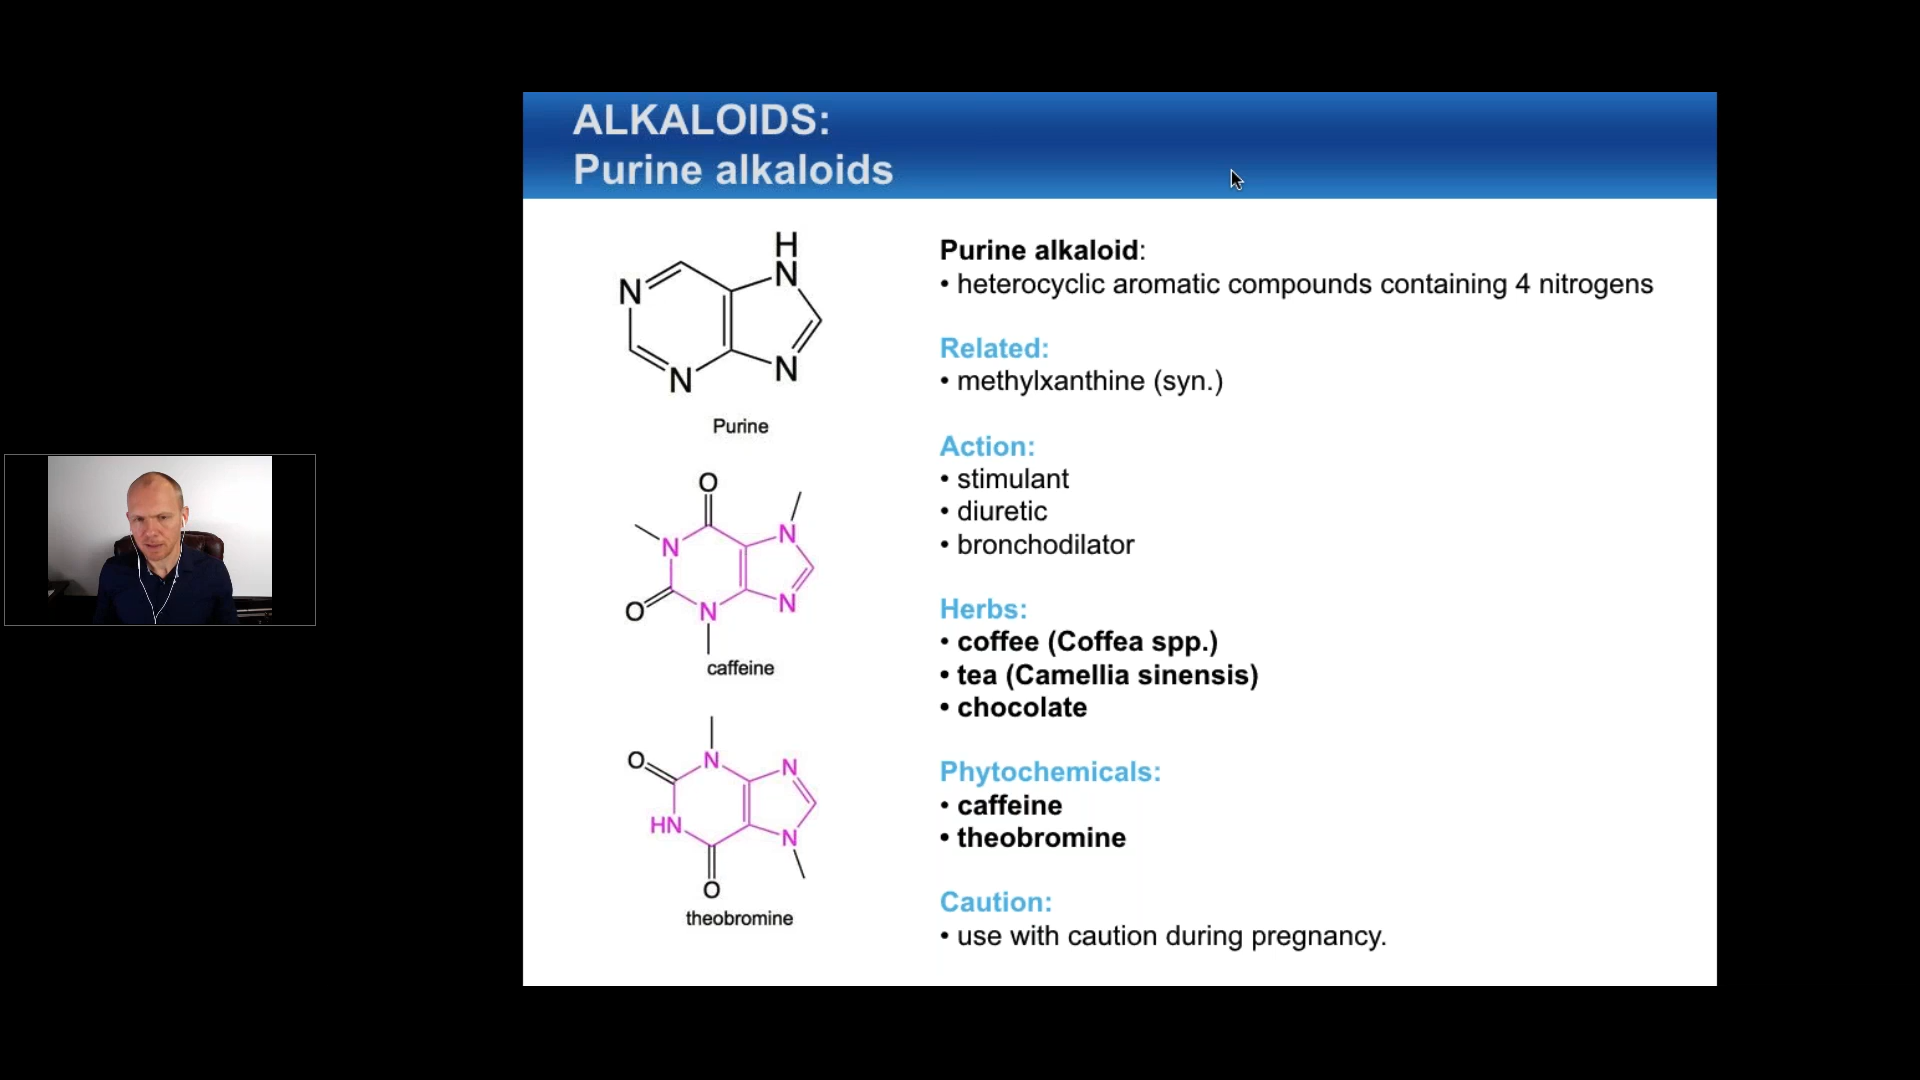 ALKALOIDS:
Purine alkaloids
H
N
N
N
N
Purine
O
N
N
O
N
N
caffeine
O
N
N
HN
N
O
theobromine
Purine alkaloid:
• heterocyclic aromatic compounds containing 4 nitrogens
Related:
• methylxanthine (syn.)
Action:
• stimulant
• diuretic
• bronchodilator
Herbs:
• coffee (Coffea spp.)
• tea (Camellia sinensis)
• chocolate
Phytochemicals:
• caffeine
• theobromine
Caution:
• use with caution during pregnancy.